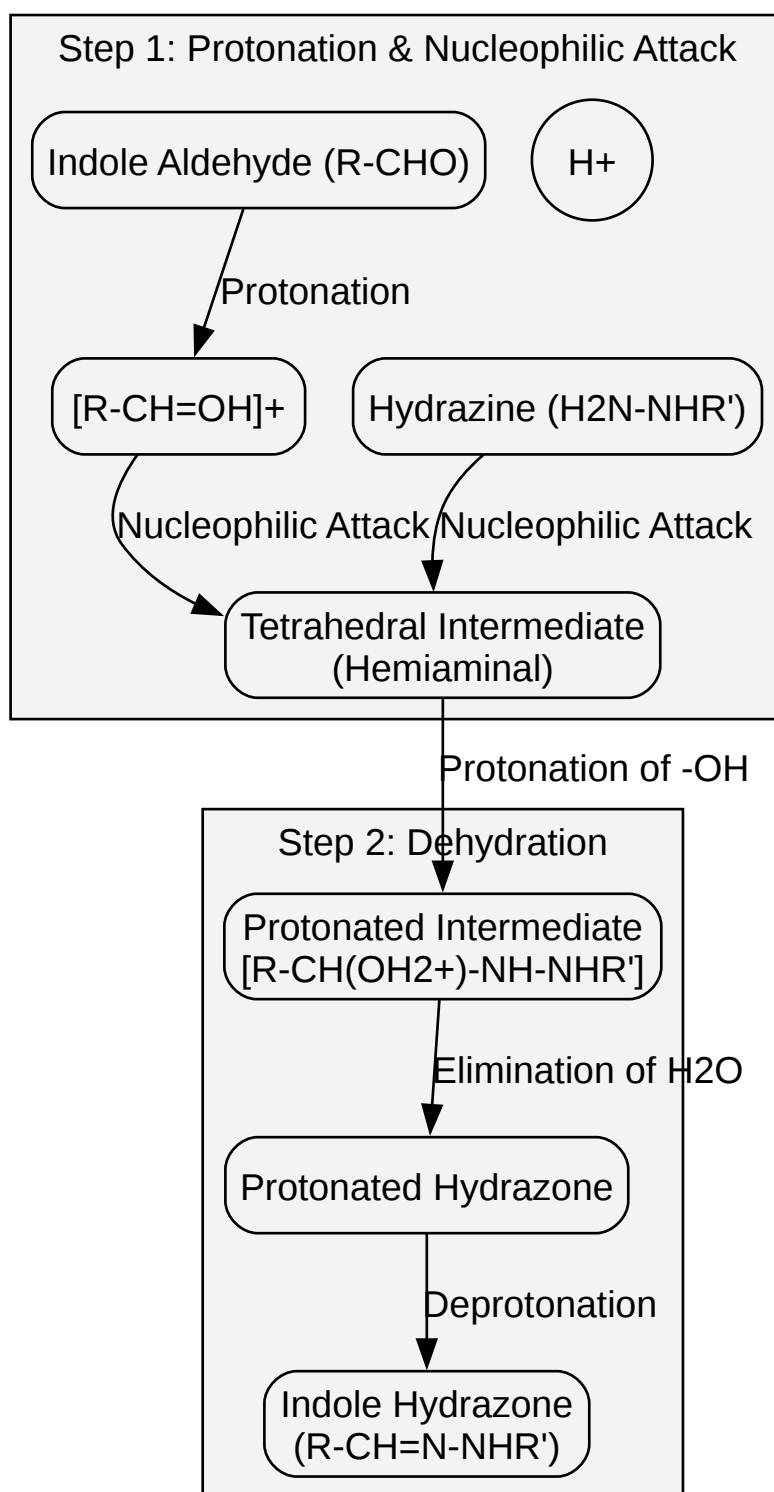 Step 1: Protonation & Nucleophilic Attack
Indole Aldehyde (R-CHO)
H+
Protonation
[R-CH=OH]+
Hydrazine (H2N-NHR')
Nucleophilic Attack
Nucleophilic Attack
Tetrahedral Intermediate
(Hemiaminal)
Protonation of -OH
Step 2: Dehydration
Protonated Intermediate
[R-CH(OH2+)-NH-NHR']
Elimination of H2O
Protonated Hydrazone
Deprotonation
Indole Hydrazone
(R-CH=N-NHR')